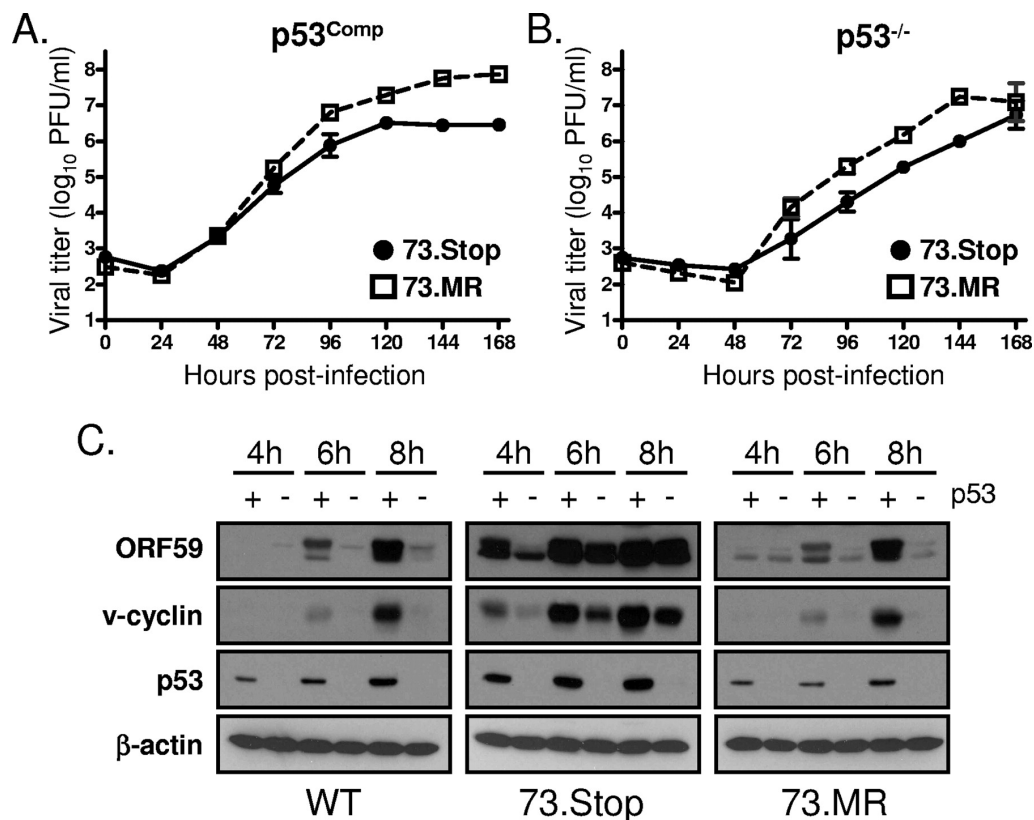 A.
p53^Comp
Viral titer (log₁₀ PFU/ml)
8
7
6
5
4
3
2
1
0 24 48 72 96 120 144 168
73.Stop
73.MR
Hours post-infection
B.
p53^-/-
Viral titer (log₁₀ PFU/ml)
8
7
6
5
4
3
2
1
0 24 48 72 96 120 144 168
73.Stop
73.MR
Hours post-infection
C.
4h 6h 8h 4h 6h 8h 4h 6h 8h
+ - + - + - + - + - + - + - + - + - p53
ORF59
v-cyclin
p53
β-actin
WT 73.Stop 73.MR